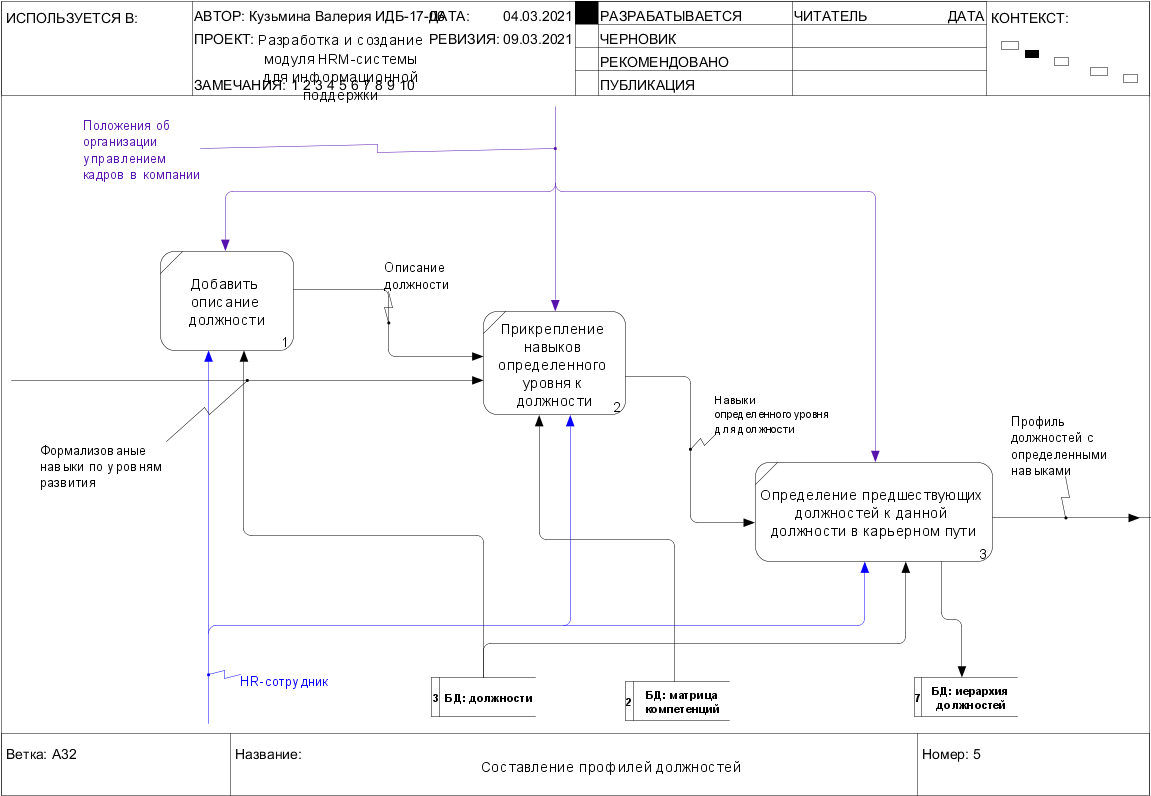 ИСПОЛЬЗУЕТСЯ В:
АВТОР: Кузьмина Валерия ИДБ-17-06
ДАТА: 04.03.2021
ПРОЕКТ: Разработка и создание
модуля HRM-системы
для информационной
поддержки
РЕВИЗИЯ: 09.03.2021
ЗАМЕЧАНИЯ: 1 2 3 4 5 6 7 8 9 10
РАЗРАБАТЫВАЕТСЯ
ЧЕРНОВИК
РЕКОМЕНДОВАНО
ПУБЛИКАЦИЯ
ЧИТАТЕЛЬ ДАТА
КОНТЕКСТ:
Положения об
организации
управлением
кадров в компании
Добавить
описание
должности
1
Описание
должности
Прикрепление
навыков
определенного
уровня к
должности
2
Навыки
определенного уровня
для должности
Формализованые
навыки по уровням
развития
Профиль
должностей с
определенными
навыками
Определение предшествующих
должностей к данной
должности в карьерном пути
3
HR-сотрудник
3 БД: должности
2 БД: матрица
компетенций
7 БД: иерархия
должностей
Ветка: A32
Название:
Составление профилей должностей
Номер: 5